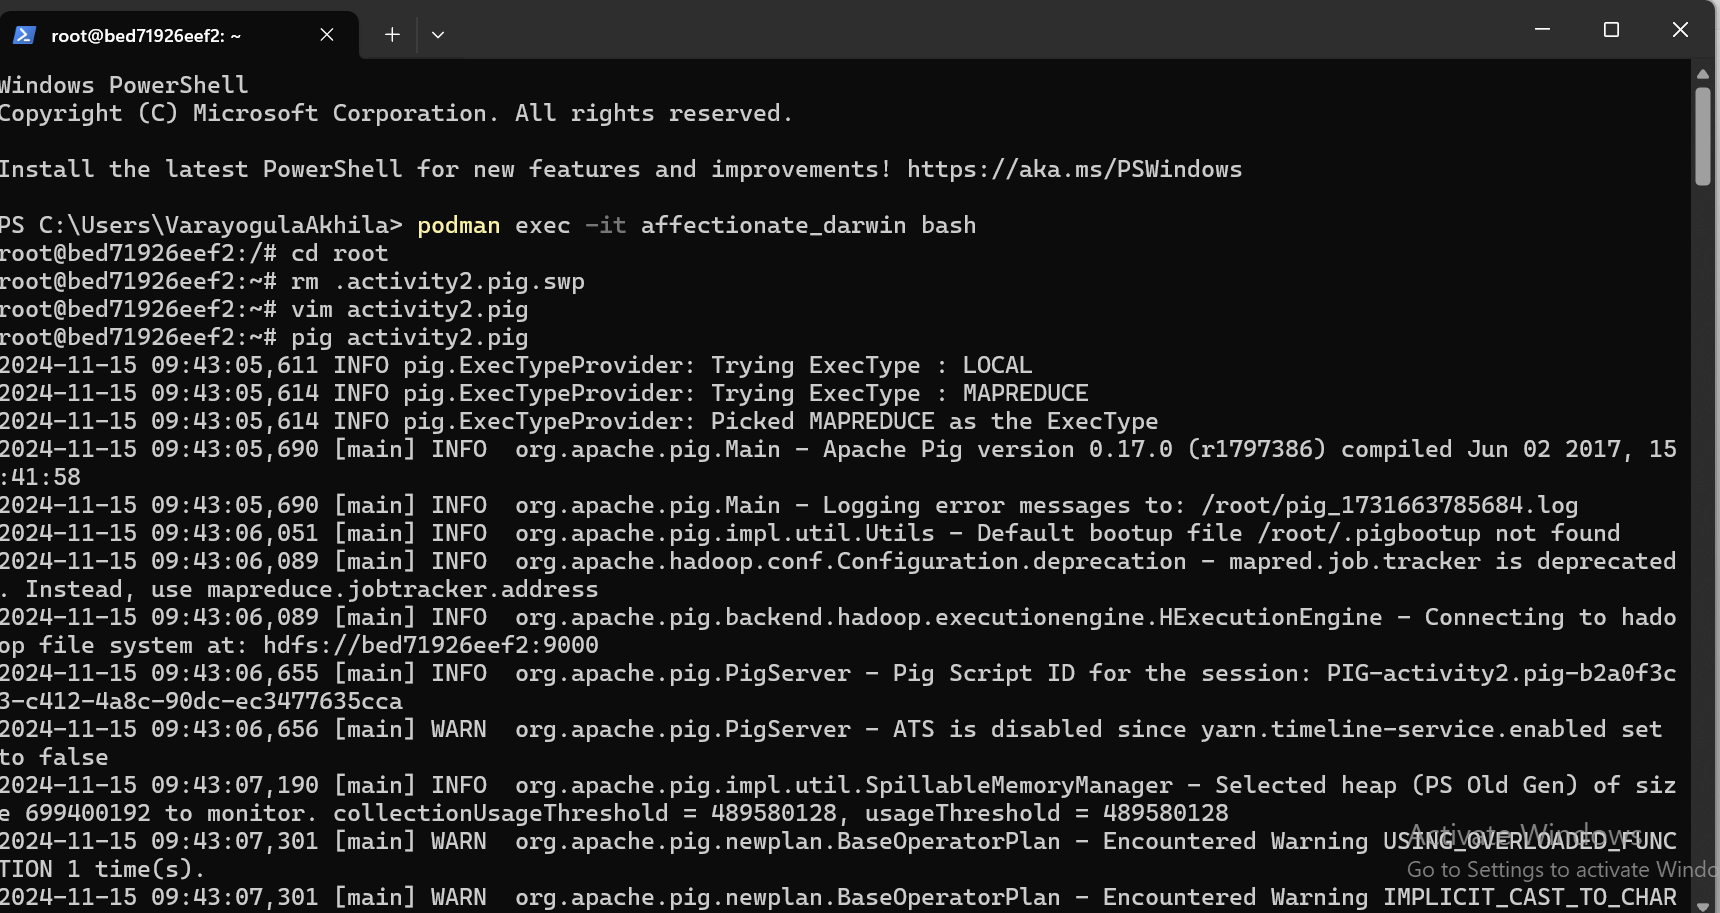 root@bed71926eef2: ~
Windows PowerShell
Copyright (C) Microsoft Corporation. All rights reserved.
Install the latest PowerShell for new features and improvements! https://aka.ms/PSWindows
PS C:\Users\VarayogulaAkhila> podman exec -it affectionate_darwin bash
root@bed71926eef2:/# cd root
root@bed71926eef2:~# rm .activity2.pig.swp
root@bed71926eef2:~# vim activity2.pig
root@bed71926eef2:~# pig activity2.pig
2024-11-15 09:43:05,611 INFO pig.ExecTypeProvider: Trying ExecType : LOCAL
2024-11-15 09:43:05,614 INFO pig.ExecTypeProvider: Trying ExecType : MAPREDUCE
2024-11-15 09:43:05,614 INFO pig.ExecTypeProvider: Picked MAPREDUCE as the ExecType
2024-11-15 09:43:05,690 [main] INFO  org.apache.pig.Main - Apache Pig version 0.17.0 (r1797386) compiled Jun 02 2017, 15
:41:58
2024-11-15 09:43:05,690 [main] INFO  org.apache.pig.Main - Logging error messages to: /root/pig_1731663785684.log
2024-11-15 09:43:06,051 [main] INFO  org.apache.pig.impl.util.Utils - Default bootup file /root/.pigbootup not found
2024-11-15 09:43:06,089 [main] INFO  org.apache.hadoop.conf.Configuration.deprecation - mapred.job.tracker is deprecated
. Instead, use mapreduce.jobtracker.address
2024-11-15 09:43:06,089 [main] INFO  org.apache.pig.backend.hadoop.executionengine.HExecutionEngine - Connecting to hado
op file system at: hdfs://bed71926eef2:9000
2024-11-15 09:43:06,655 [main] INFO  org.apache.pig.PigServer - Pig Script ID for the session: PIG-activity2.pig-b2a0f3c
3-c412-4a8c-90dc-ec3477635cca
2024-11-15 09:43:06,656 [main] WARN  org.apache.pig.PigServer - ATS is disabled since yarn.timeline-service.enabled set
to false
2024-11-15 09:43:07,190 [main] INFO  org.apache.pig.impl.util.SpillableMemoryManager - Selected heap (PS Old Gen) of siz
e 699400192 to monitor. collectionUsageThreshold = 489580128, usageThreshold = 489580128
2024-11-15 09:43:07,301 [main] WARN  org.apache.pig.newplan.BaseOperatorPlan - Encountered Warning USING_OVERLOADED_FUNC
TION 1 time(s).
2024-11-15 09:43:07,301 [main] WARN  org.apache.pig.newplan.BaseOperatorPlan - Encountered Warning IMPLICIT_CAST_TO_CHAR
Activate Windows
Go to Settings to activate Windo